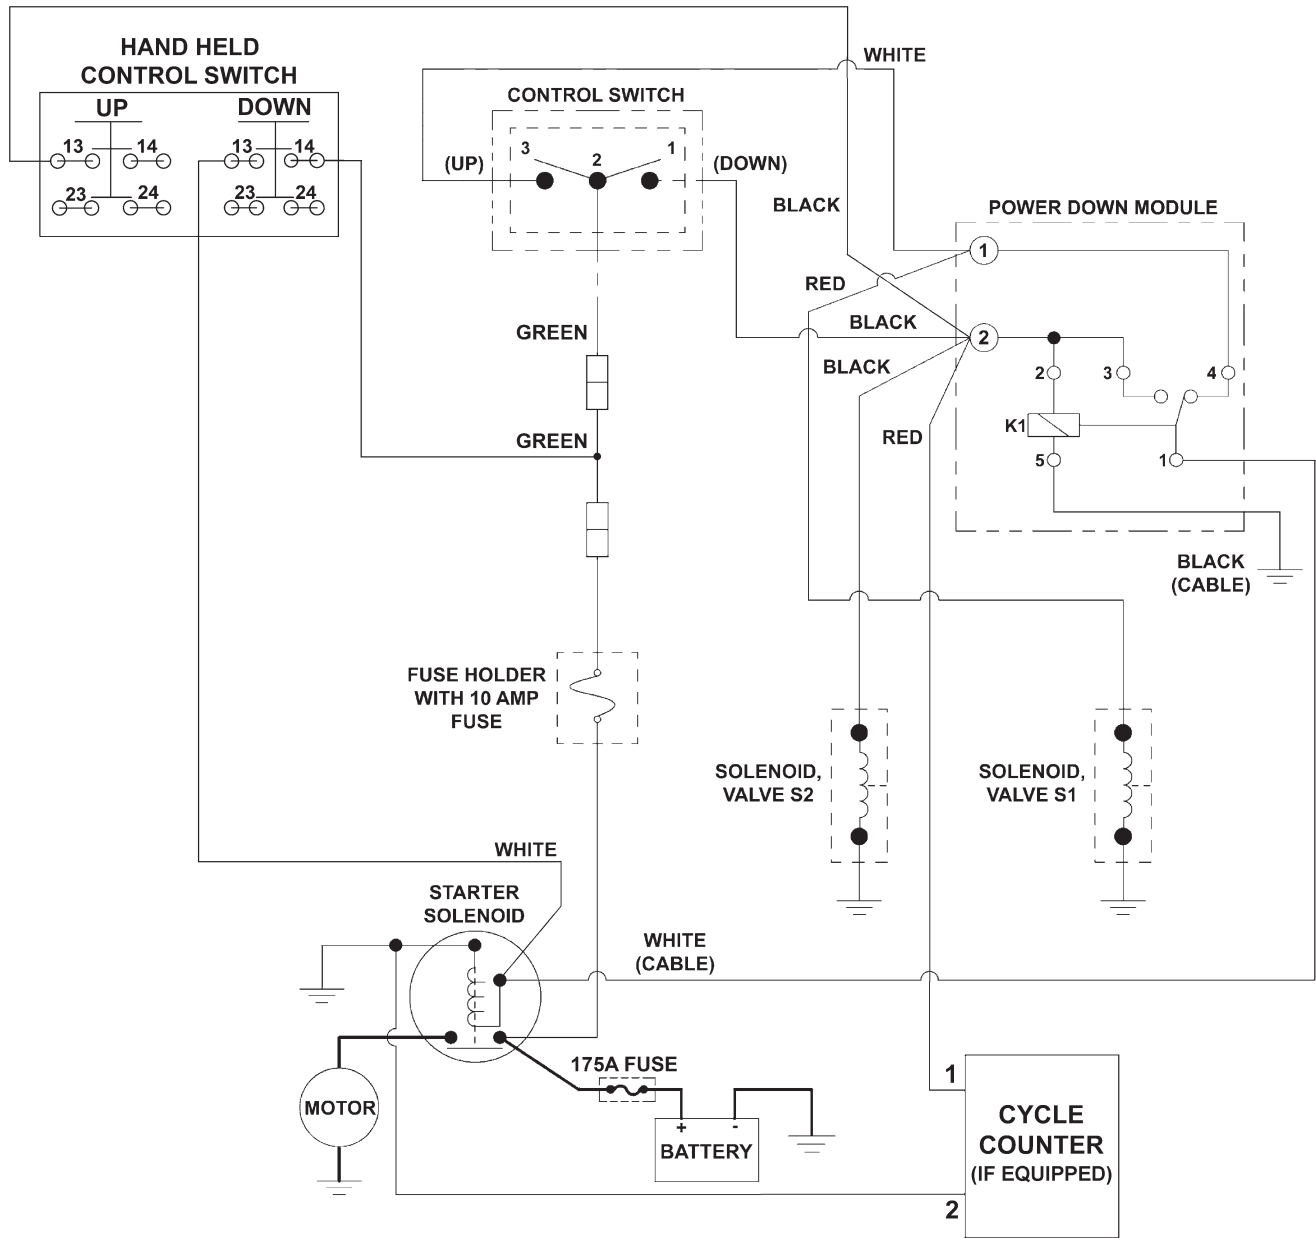 HAND HELD
CONTROL SWITCH
UP
DOWN
13
14
13
14
23
24
23
24
CONTROL SWITCH
3
2
1
(UP)
(DOWN)
WHITE
BLACK
POWER DOWN MODULE
1
RED
BLACK
2
BLACK
RED
2
3
4
K1
5
1
BLACK
(CABLE)
GREEN
GREEN
FUSE HOLDER
WITH 10 AMP
FUSE
SOLENOID,
VALVE S2
SOLENOID,
VALVE S1
WHITE
STARTER
SOLENOID
WHITE
(CABLE)
175A FUSE
MOTOR
+
-
BATTERY
1
CYCLE
COUNTER
(IF EQUIPPED)
2